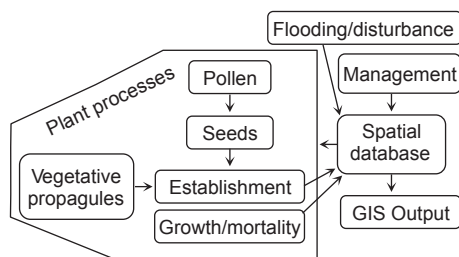 Flooding/disturbance
Plant processes
Pollen
Management
Seeds
Spatial
database
Vegetative
propagules
Establishment
Growth/mortality
GIS Output